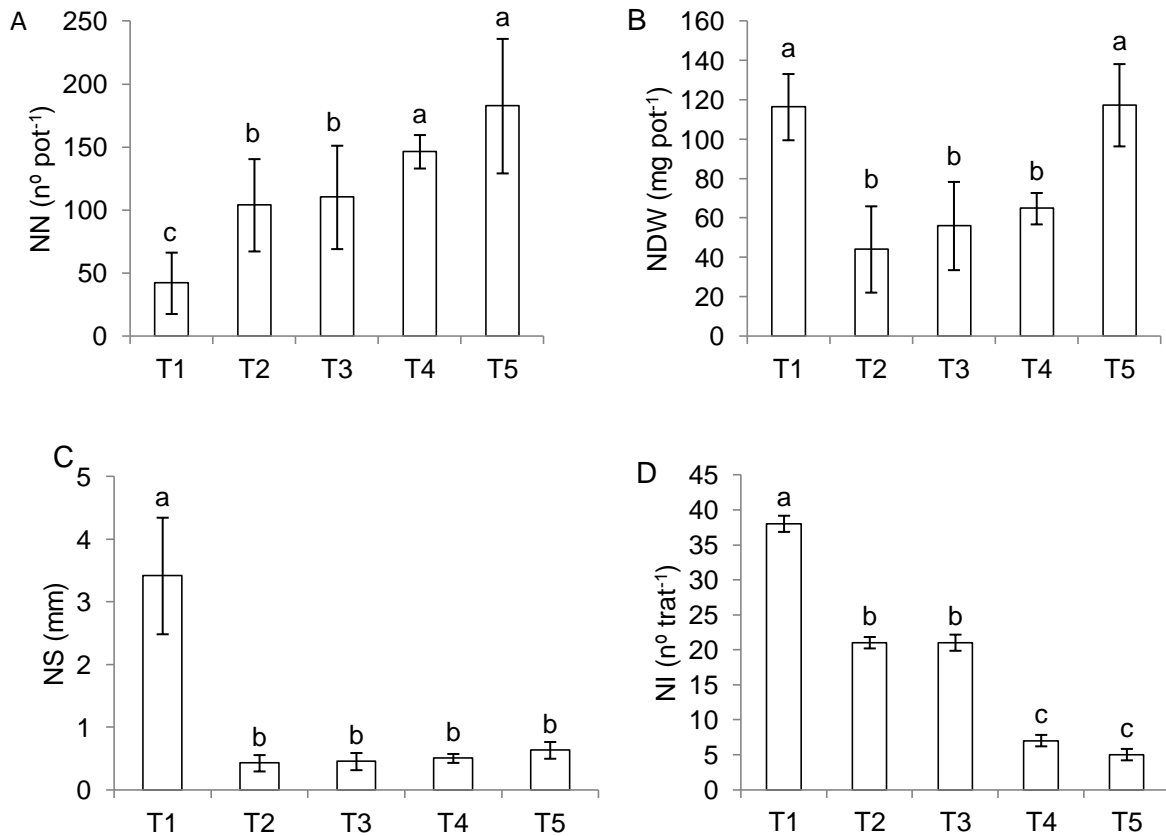 A
NN (nº pot⁻¹)
250
200
150
100
50
0
c
b
b
a
a
T1 T2 T3 T4 T5
B
NDW (mg pot⁻¹)
160
140
120
100
80
60
40
20
0
a
b
b
b
a
T1 T2 T3 T4 T5
C
NS (mm)
5
4
3
2
1
0
a
b
b
b
b
T1 T2 T3 T4 T5
D
NI (nº trat⁻¹)
45
40
35
30
25
20
15
10
5
0
a
b
b
c
c
T1 T2 T3 T4 T5